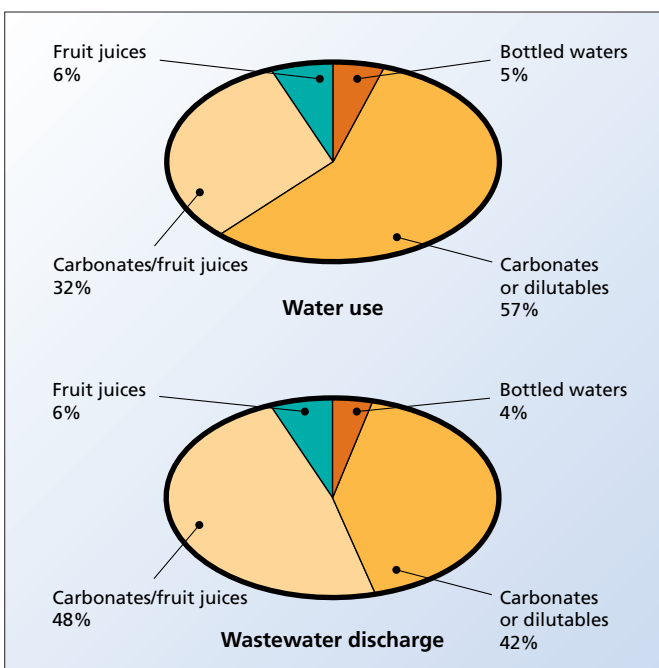 Fruit juices
6%
Bottled waters
5%
Carbonates/fruit juices
32%
Carbonates
or dilutables
57%
Water use
Fruit juices
6%
Bottled waters
4%
Carbonates/fruit juices
48%
Carbonates
or dilutables
42%
Wastewater discharge